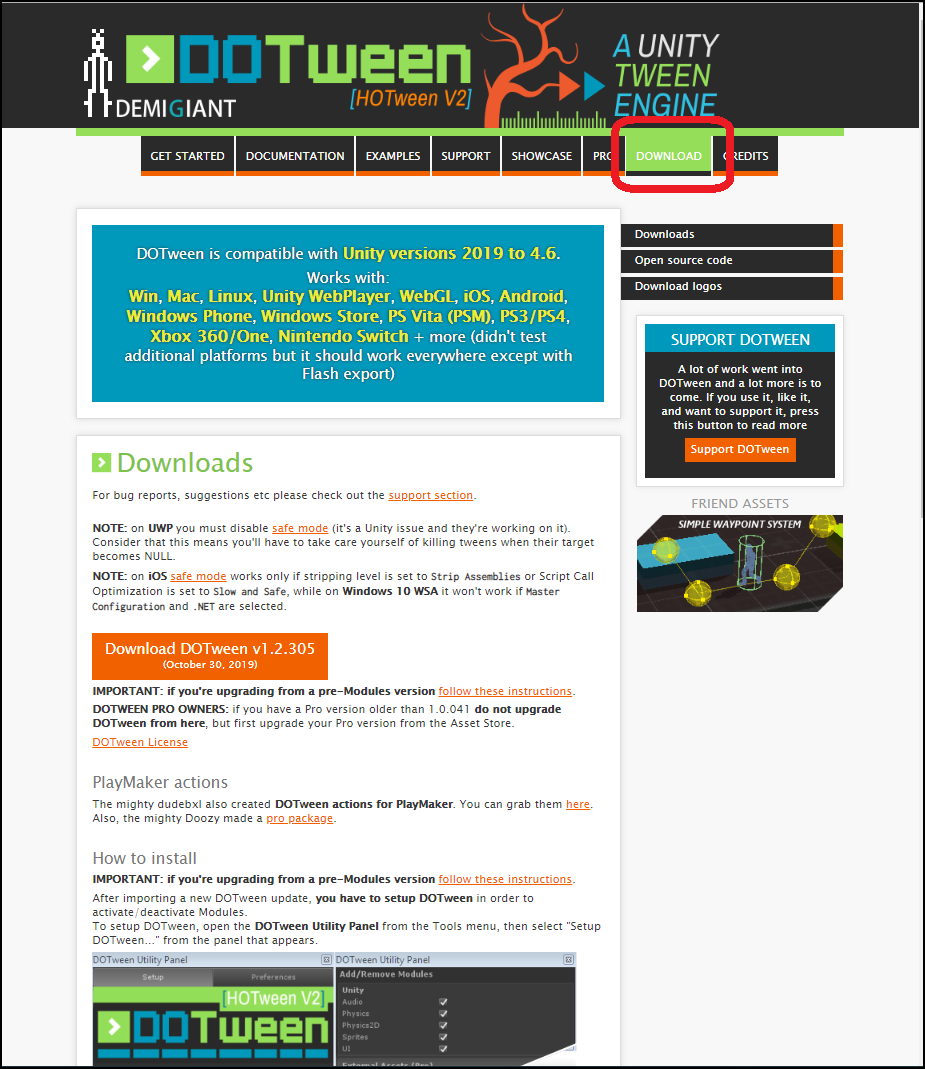 DOTween
[HOTween V2]
DEMIGIANT
A UNITY
TWEEN
ENGINE
GET STARTED
DOCUMENTATION
EXAMPLES
SUPPORT
SHOWCASE
PRO
DOWNLOAD
CREDITS
DOTween is compatible with Unity versions 2019 to 4.6.
Works with:
Win, Mac, Linux, Unity WebPlayer, WebGL, iOS, Android,
Windows Phone, Windows Store, PS Vita (PSM), PS3/PS4,
Xbox 360/One, Nintendo Switch + more (didn't test
additional platforms but it should work everywhere except with
Flash export)
Downloads
For bug reports, suggestions etc please check out the support section.
NOTE: on UWP you must disable safe mode (it's a Unity issue and they're working on it).
Consider that this means you'll have to take care yourself of killing tweens when their target
becomes NULL.
NOTE: on iOS safe mode works only if stripping level is set to Strip Assemblies or Script Call
Optimization is set to Slow and Safe, while on Windows 10 WSA it won't work if Master
Configuration and .NET are selected.
Download DOTween v1.2.305
(October 30, 2019)
IMPORTANT: if you're upgrading from a pre-Modules version follow these instructions.
DOTWEEN PRO OWNERS: if you have a Pro version older than 1.0.041 do not upgrade
DOTween from here, but first upgrade your Pro version from the Asset Store.
DOTween License
PlayMaker actions
The mighty dudebxl also created DOTween actions for PlayMaker. You can grab them here.
Also, the mighty Doozy made a pro package.
How to install
IMPORTANT: if you're upgrading from a pre-Modules version follow these instructions.
After importing a new DOTween update, you have to setup DOTween in order to
activate/deactivate Modules.
To setup DOTween, open the DOTween Utility Panel from the Tools menu, then select "Setup
DOTween..." from the panel that appears.
DOTween Utility Panel
Setup
Preferences
[HOTween V2]
DOTween
DOTween Utility Panel
Add/Remove Modules
Unity
Audio
Physics
Physics2D
Sprites
UI
External Assets (Pro)
Downloads
Open source code
Download logos
SUPPORT DOTWEEN
A lot of work went into
DOTween and a lot more is to
come. If you use it, like it,
and want to support it, press
this button to read more
Support DOTween
FRIEND ASSETS
SIMPLE WAYPOINT SYSTEM